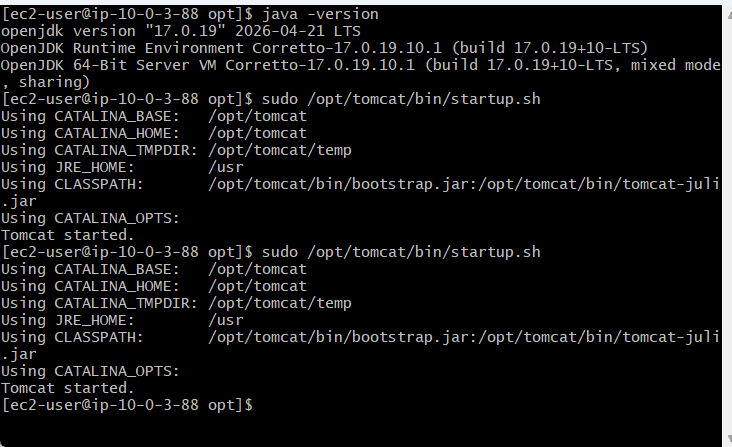 [ec2-user@ip-10-0-3-88 opt]$ java -version
openjdk version "17.0.19" 2026-04-21 LTS
OpenJDK Runtime Environment Corretto-17.0.19.10.1 (build 17.0.19+10-LTS)
OpenJDK 64-Bit Server VM Corretto-17.0.19.10.1 (build 17.0.19+10-LTS, mixed mode
, sharing)
[ec2-user@ip-10-0-3-88 opt]$ sudo /opt/tomcat/bin/startup.sh
Using CATALINA_BASE:   /opt/tomcat
Using CATALINA_HOME:   /opt/tomcat
Using CATALINA_TMPDIR: /opt/tomcat/temp
Using JRE_HOME:        /usr
Using CLASSPATH:       /opt/tomcat/bin/bootstrap.jar:/opt/tomcat/bin/tomcat-juli
.jar
Using CATALINA_OPTS:
Tomcat started.
[ec2-user@ip-10-0-3-88 opt]$ sudo /opt/tomcat/bin/startup.sh
Using CATALINA_BASE:   /opt/tomcat
Using CATALINA_HOME:   /opt/tomcat
Using CATALINA_TMPDIR: /opt/tomcat/temp
Using JRE_HOME:        /usr
Using CLASSPATH:       /opt/tomcat/bin/bootstrap.jar:/opt/tomcat/bin/tomcat-juli
.jar
Using CATALINA_OPTS:
Tomcat started.
[ec2-user@ip-10-0-3-88 opt]$